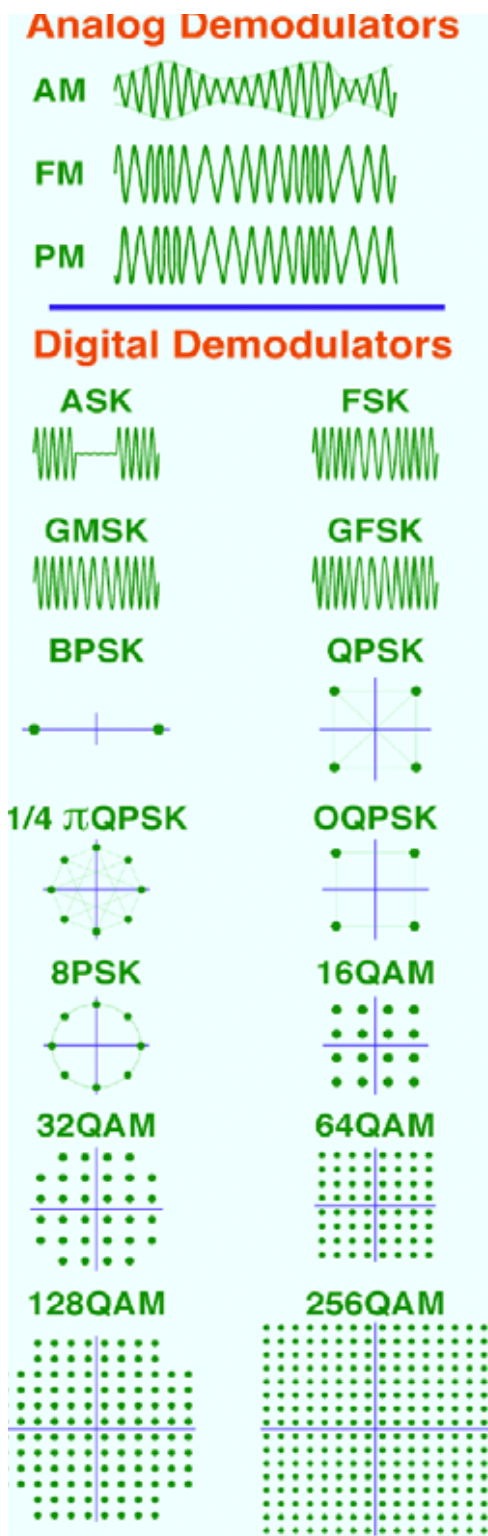 Analog Demodulators
AM
FM
PM
Digital Demodulators
ASK FSK
GMSK GFSK
BPSK QPSK
1/4 πQPSK OQPSK
8PSK 16QAM
32QAM 64QAM
128QAM 256QAM